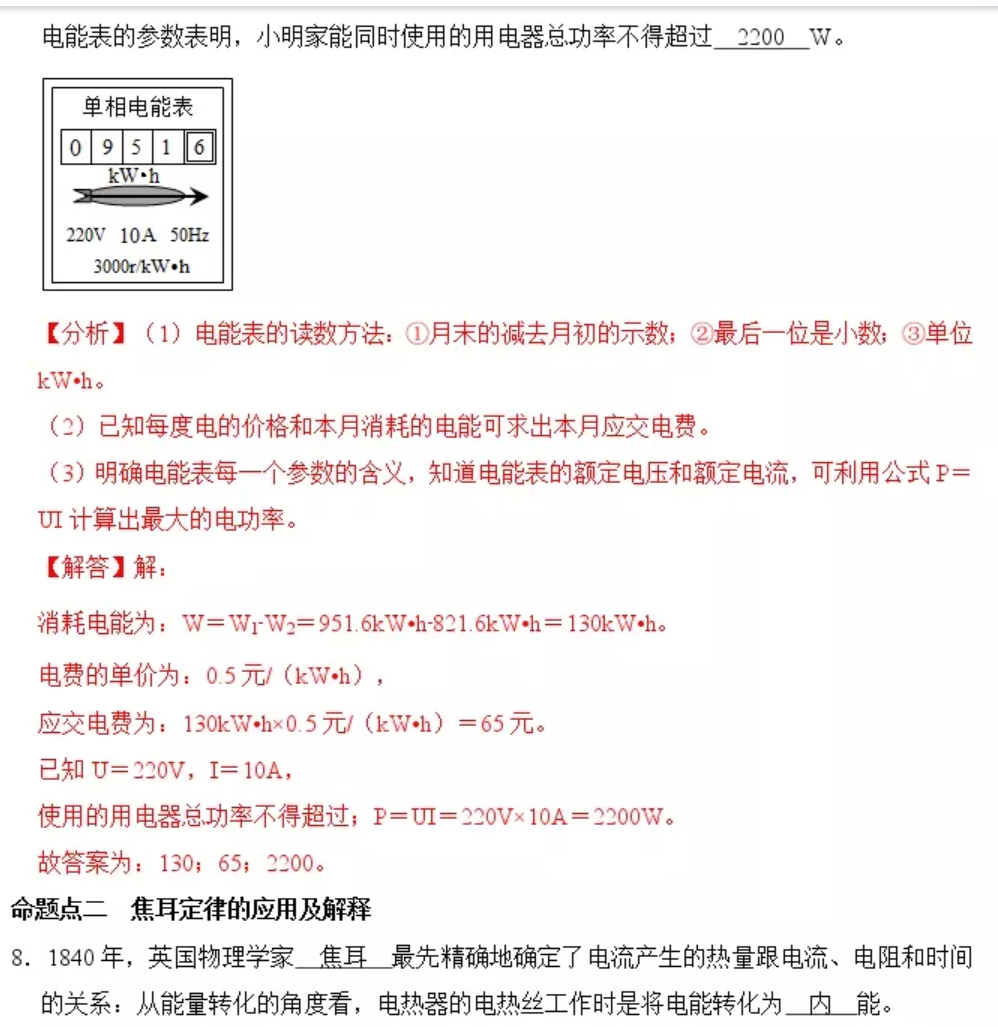 电能表的参数表明，小明家能同时使用的用电器总功率不得超过 2200 W。
单相电能表
0 9 5 1 6
kW•h
220V 10A 50Hz
3000r/kW•h
【分析】（1）电能表的读数方法：①月末的减去月初的示数；②最后一位是小数；③单位
kW•h。
（2）已知每度电的价格和本月消耗的电能可求出本月应交电费。
（3）明确电能表每一个参数的含义，知道电能表的额定电压和额定电流，可利用公式 P＝
UI 计算出最大的电功率。
【解答】解：
消耗电能为：W＝W1-W2＝951.6kW•h-821.6kW•h＝130kW•h。
电费的单价为：0.5 元/（kW•h），
应交电费为：130kW•h×0.5 元/（kW•h）＝65 元。
已知 U＝220V，I＝10A，
使用的用电器总功率不得超过；P＝UI＝220V×10A＝2200W。
故答案为：130；65；2200。
命题点二 焦耳定律的应用及解释
8．1840 年，英国物理学家 焦耳 最先精确地确定了电流产生的热量跟电流、电阻和时间
的关系：从能量转化的角度看，电热器的电热丝工作时是将电能转化为 内 能。